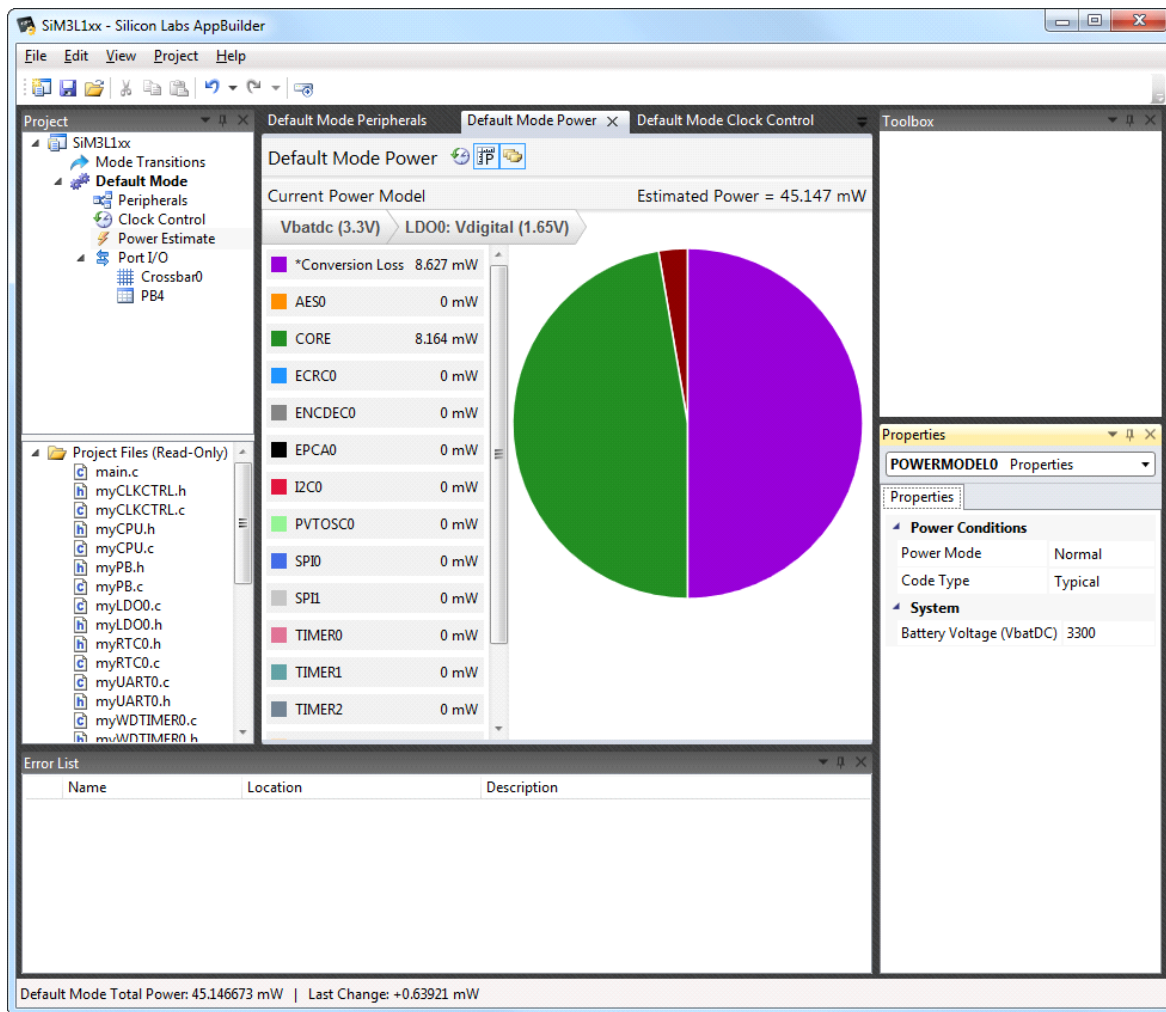 SiM3L1xx - Silicon Labs AppBuilder
File Edit View Project Help
Project
SiM3L1xx
Mode Transitions
Default Mode
Peripherals
Clock Control
Power Estimate
Port I/O
Crossbar0
PB4
Project Files (Read-Only)
main.c
myCLKCTRL.h
myCLKCTRL.c
myCPU.h
myCPU.c
myPB.h
myPB.c
myLDO0.c
myLDO0.h
myRTC0.h
myRTC0.c
myUART0.c
myUART0.h
myWDTIMER0.c
myWDTIMER0.h
Default Mode Peripherals Default Mode Power Default Mode Clock Control
Default Mode Power
Current Power Model Estimated Power = 45.147 mW
Vbatdc (3.3V) LDO0: Vdigital (1.65V)
*Conversion Loss 8.627 mW
AES0 0 mW
CORE 8.164 mW
ECRC0 0 mW
ENCDEC0 0 mW
EPCA0 0 mW
I2C0 0 mW
PVTOSC0 0 mW
SPI0 0 mW
SPI1 0 mW
TIMER0 0 mW
TIMER1 0 mW
TIMER2 0 mW
Toolbox
Properties
POWERMODEL0 Properties
Properties
Power Conditions
Power Mode Normal
Code Type Typical
System
Battery Voltage (VbatDC) 3300
Error List
Name Location Description
Default Mode Total Power: 45.146673 mW | Last Change: +0.63921 mW